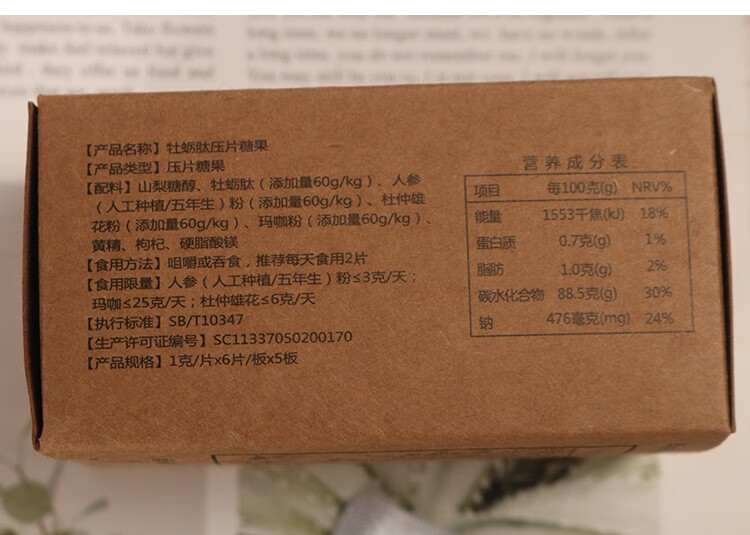 make feel relaxed but give
they offer us food and
【产品名称】牡蛎肽压片糖果
【产品类型】压片糖果
【配料】山梨糖醇、牡蛎肽（添加量60g/kg）、人参
（人工种植/五年生）粉（添加量60g/kg）、杜仲雄
花粉（添加量60g/kg）、玛咖粉（添加量60g/kg）、
黄精、枸杞、硬脂酸镁
【食用方法】咀嚼或吞食，推荐每天食用2片
【食用限量】人参（人工种植/五年生）粉≤3克/天；
玛咖≤25克/天；杜仲雄花≤6克/天
【执行标准】SB/T10347
【生产许可证编号】SC11337050200170
【产品规格】1克/片x6片/板x5板
营养成分表
项目 每100克(g) NRV%
能量 1553千焦(kJ) 18%
蛋白质 0.7克(g) 1%
脂肪 1.0克(g) 2%
碳水化合物 88.5克(g) 30%
钠 476毫克(mg) 24%